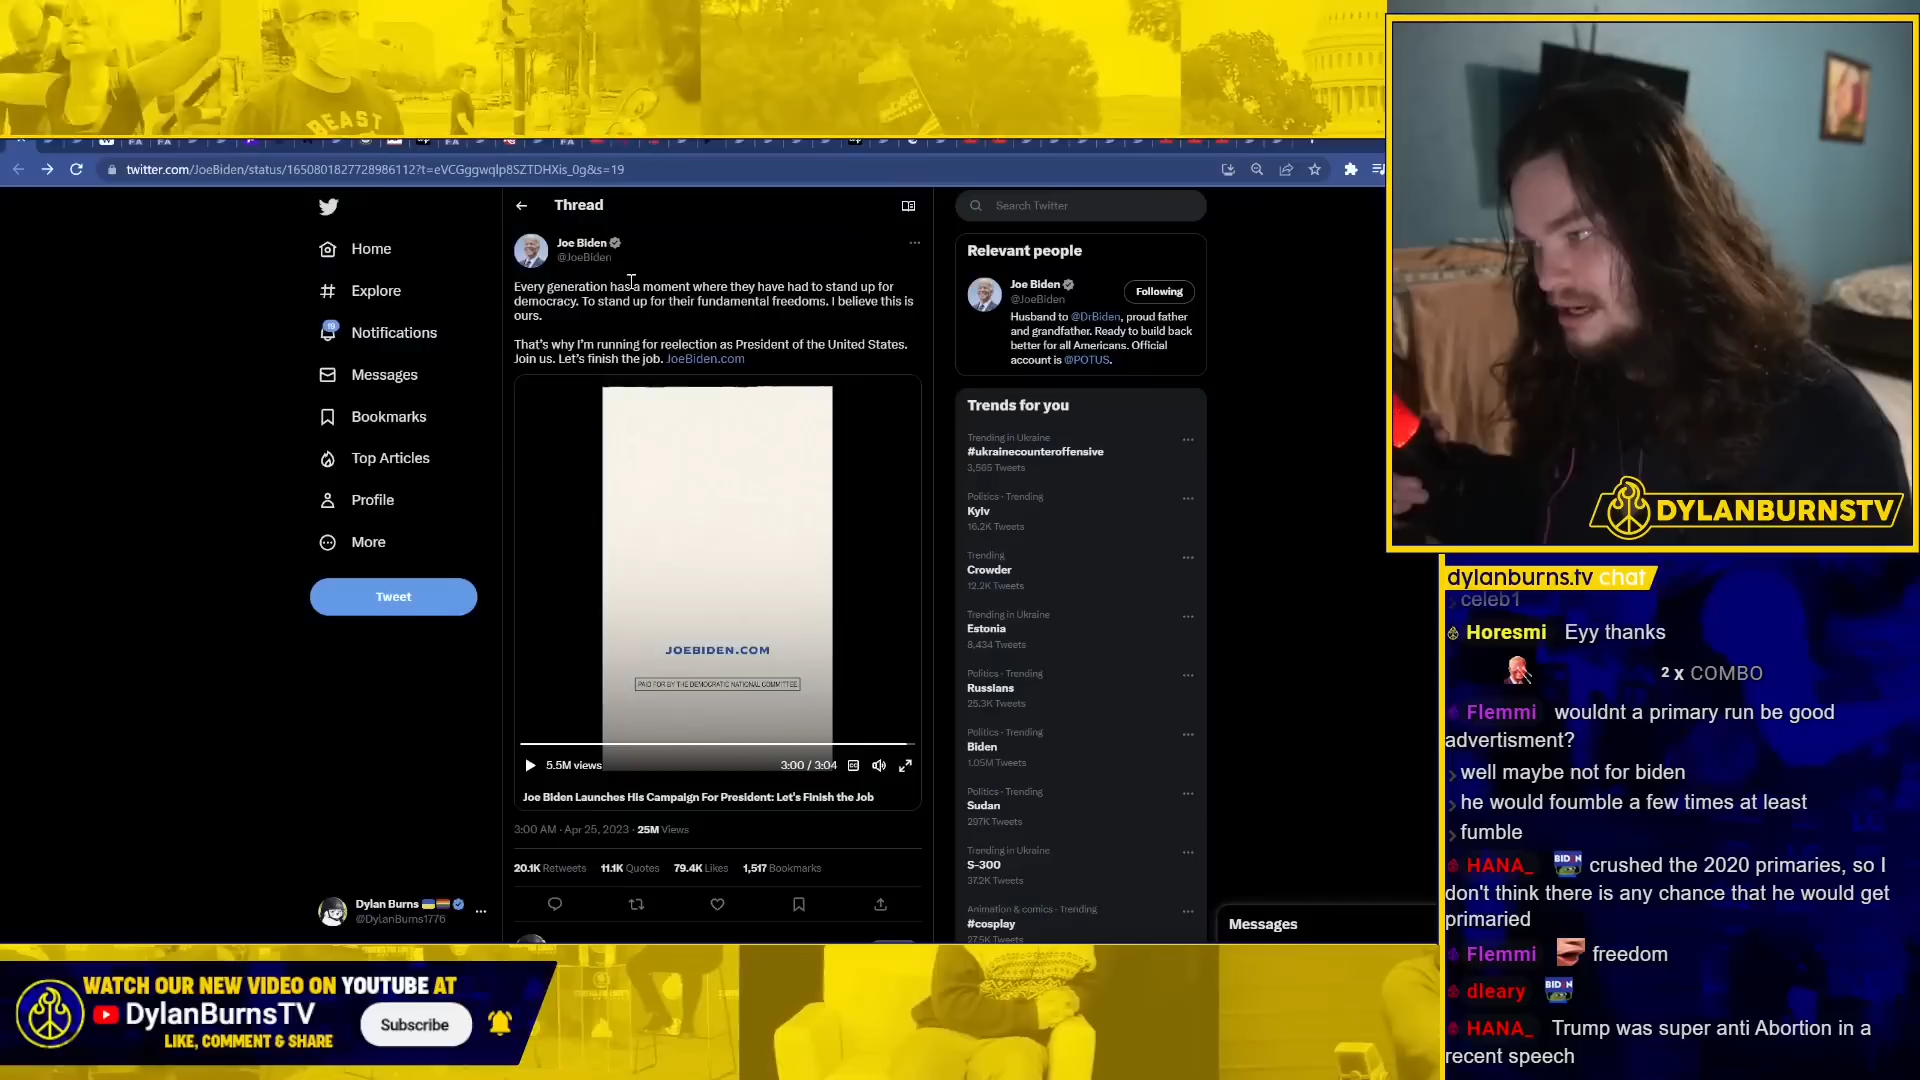 BEAST
twitter.com/JoeBiden/status/1650801827728986112?t=eVCGggwqlp8SZTDHXis_0g&s=19
Home
Explore
19
Notifications
Messages
Bookmarks
Top Articles
Profile
More
Tweet
Dylan Burns
@DylanBurns1776
Thread
Joe Biden
@JoeBiden
Every generation has a moment where they have had to stand up for
democracy. To stand up for their fundamental freedoms. I believe this is
ours.
That's why I'm running for reelection as President of the United States.
Join us. Let's finish the job. JoeBiden.com
JOEBIDEN.COM
PAID FOR BY THE DEMOCRATIC NATIONAL COMMITTEE
5.5M views
3:00 / 3:04
Joe Biden Launches His Campaign For President: Let's Finish the Job
3:00 AM · Apr 25, 2023 · 25M Views
20.1K Retweets 11.1K Quotes 79.4K Likes 1,517 Bookmarks
Search Twitter
Relevant people
Joe Biden
@JoeBiden
Following
Husband to @DrBiden, proud father
and grandfather. Ready to build back
better for all Americans. Official
account is @POTUS.
Trends for you
Trending in Ukraine
#ukrainecounteroffensive
3,565 Tweets
Politics · Trending
Kyiv
16.2K Tweets
Trending
Crowder
12.2K Tweets
Trending in Ukraine
Estonia
8,434 Tweets
Politics · Trending
Russians
25.3K Tweets
Politics · Trending
Biden
1.05M Tweets
Politics · Trending
Sudan
297K Tweets
Trending in Ukraine
S-300
37.2K Tweets
Animation & comics · Trending
#cosplay
27.5K Tweets
Messages
DYLANBURNSTV
dylanburns.tv chat
celeb1
Horesmi Eyy thanks
2 x COMBO
Flemmi wouldnt a primary run be good
advertisment?
well maybe not for biden
he would foumble a few times at least
fumble
HANA_ BIDEN crushed the 2020 primaries, so I
don't think there is any chance that he would get
primaried
Flemmi freedom
dleary BIDEN
HANA_ Trump was super anti Abortion in a
recent speech
WATCH OUR NEW VIDEO ON YOUTUBE AT
DylanBurnsTV
Subscribe
LIKE, COMMENT & SHARE